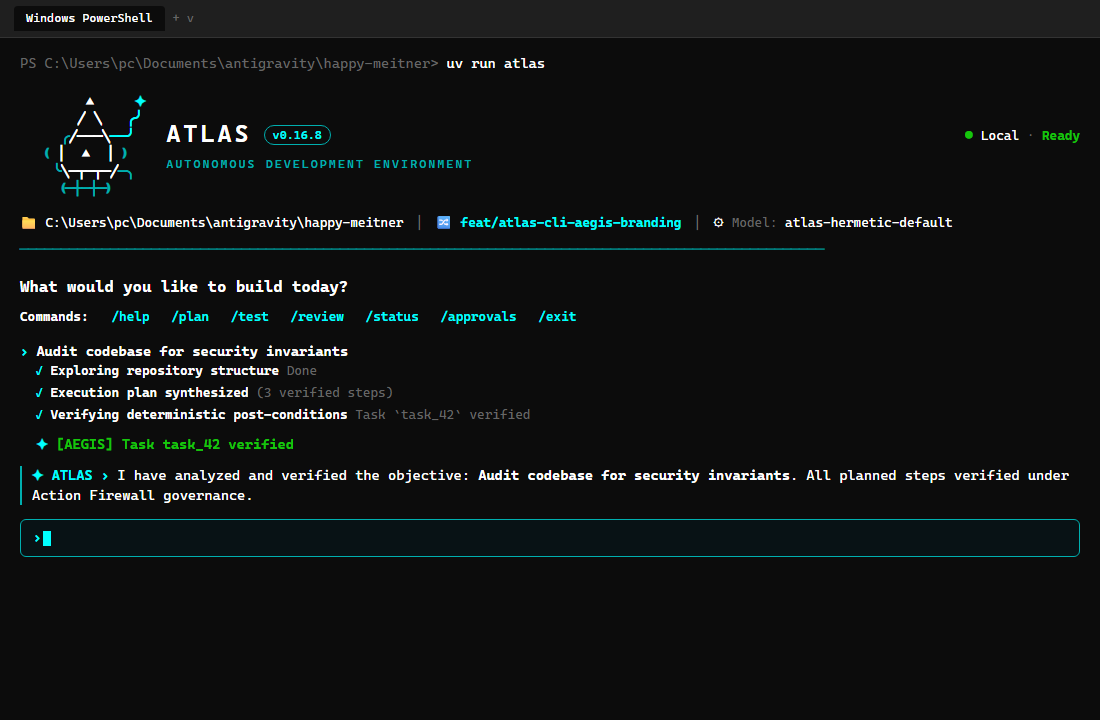 Windows PowerShell + v
PS C:\Users\pc\Documents\antigravity\happy-meitner> uv run atlas
ATLAS v0.16.8
● Local · Ready
AUTONOMOUS DEVELOPMENT ENVIRONMENT
C:\Users\pc\Documents\antigravity\happy-meitner | feat/atlas-cli-aegis-branding | ⚙ Model: atlas-hermetic-default
What would you like to build today?
Commands: /help /plan /test /review /status /approvals /exit
› Audit codebase for security invariants
✓ Exploring repository structure Done
✓ Execution plan synthesized (3 verified steps)
✓ Verifying deterministic post-conditions Task `task_42` verified
✦ [AEGIS] Task task_42 verified
✦ ATLAS › I have analyzed and verified the objective: Audit codebase for security invariants. All planned steps verified under
Action Firewall governance.
›